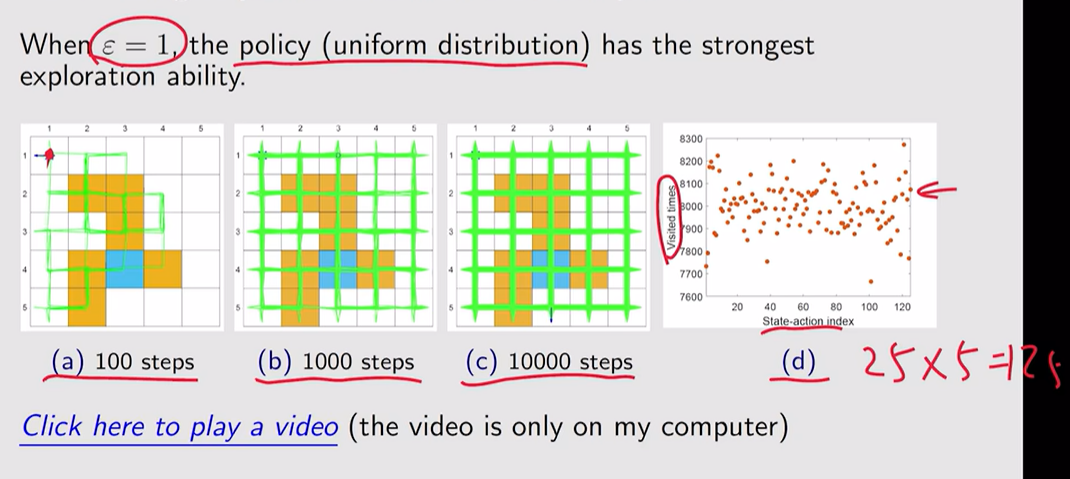 When ε = 1, the policy (uniform distribution) has the strongest
exploration ability.
1 2 3 4 5
1
2
3
4
5
1 2 3 4 5
1
2
3
4
5
1 2 3 4 5
1
2
3
4
5
8300
8200
8100
8000
7900
7800
7700
7600
Visited times
20 40 60 80 100 120
State-action index
(a) 100 steps
(b) 1000 steps
(c) 10000 steps
(d)
25×5=125
Click here to play a video (the video is only on my computer)